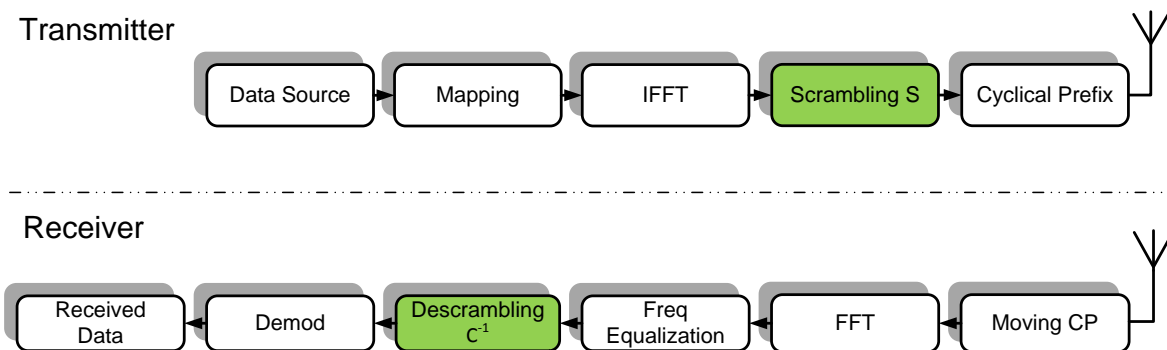 Transmitter
Data Source
Mapping
IFFT
Scrambling S
Cyclical Prefix
Receiver
Received
Data
Demod
Descrambling
C⁻¹
Freq
Equalization
FFT
Moving CP